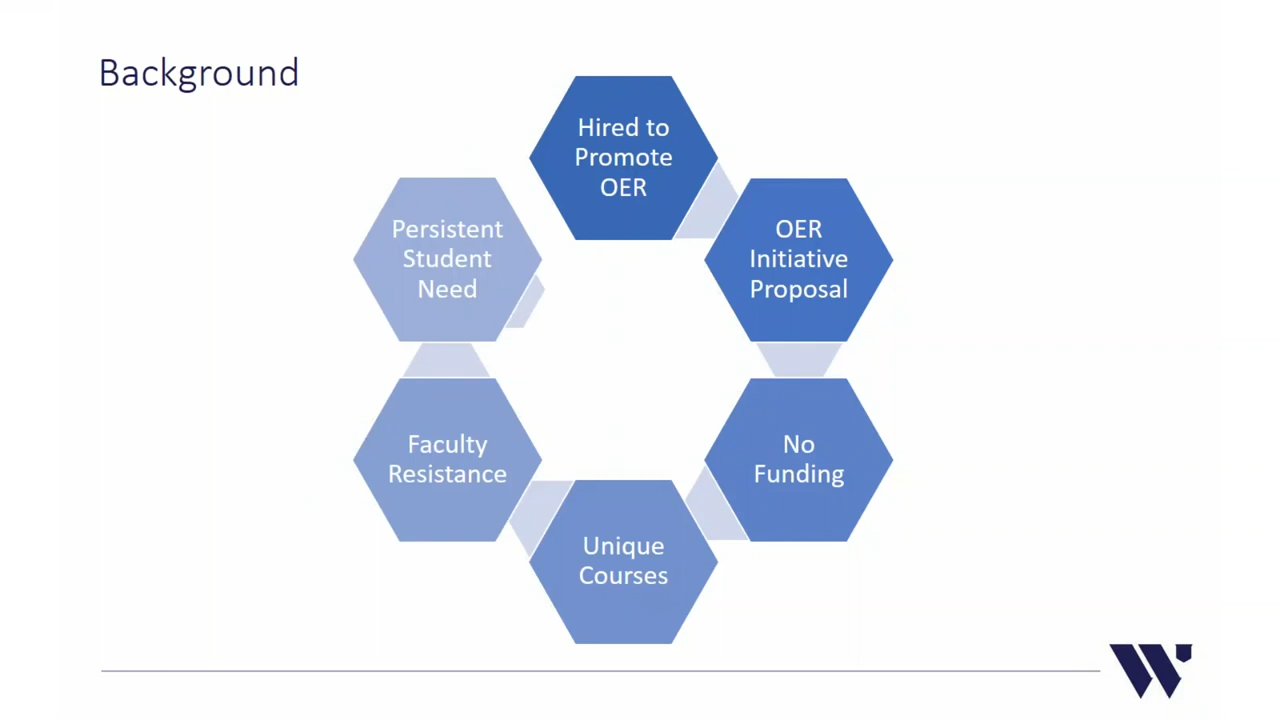 Background
Hired to
Promote
OER
OER
Initiative
Proposal
No
Funding
Unique
Courses
Faculty
Resistance
Persistent
Student
Need